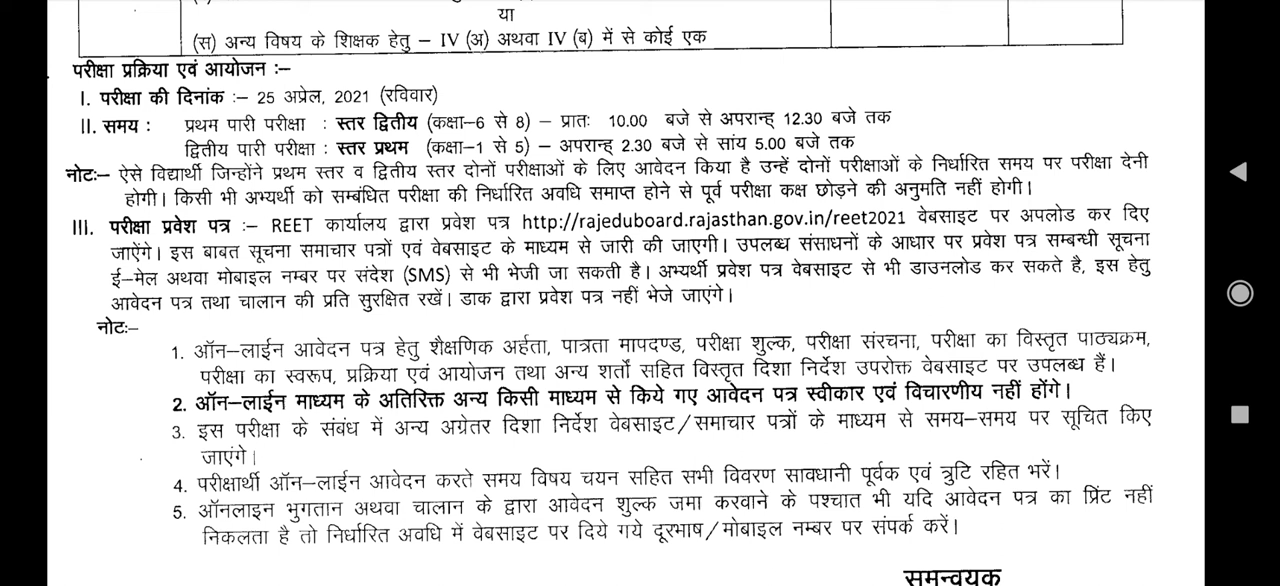 या
(स) अन्य विषय के शिक्षक हेतु – IV (अ) अथवा IV (ब) में से कोई एक
परीक्षा प्रक्रिया एवं आयोजन :–
I. परीक्षा की दिनांक :– 25 अप्रेल, 2021 (रविवार)
II. समय : प्रथम पारी परीक्षा : स्तर द्वितीय (कक्षा–6 से 8) – प्रातः 10.00 बजे से अपरान्ह् 12.30 बजे तक
द्वितीय पारी परीक्षा : स्तर प्रथम (कक्षा–1 से 5) – अपरान्ह् 2.30 बजे से सांय 5.00 बजे तक
नोटः– ऐसे विद्यार्थी जिन्होंने प्रथम स्तर व द्वितीय स्तर दोनों परीक्षाओं के लिए आवेदन किया है उन्हें दोनों परीक्षाओं के निर्धारित समय पर परीक्षा देनी
होगी। किसी भी अभ्यर्थी को सम्बंधित परीक्षा की निर्धारित अवधि समाप्त होने से पूर्व परीक्षा कक्ष छोड़ने की अनुमति नहीं होगी।
III. परीक्षा प्रवेश पत्र :– REET कार्यालय द्वारा प्रवेश पत्र http://rajeduboard.rajasthan.gov.in/reet2021 वेबसाइट पर अपलोड कर दिए
जाऐंगे। इस बाबत सूचना समाचार पत्रों एवं वेबसाइट के माध्यम से जारी की जाएगी। उपलब्ध संसाधनों के आधार पर प्रवेश पत्र सम्बन्धी सूचना
ई–मेल अथवा मोबाइल नम्बर पर संदेश (SMS) से भी भेजी जा सकती है। अभ्यर्थी प्रवेश पत्र वेबसाइट से भी डाउनलोड कर सकते है, इस हेतु
आवेदन पत्र तथा चालान की प्रति सुरक्षित रखें। डाक द्वारा प्रवेश पत्र नहीं भेजे जाएंगे।
नोटः–
1. ऑन–लाईन आवेदन पत्र हेतु शैक्षणिक अर्हता, पात्रता मापदण्ड, परीक्षा शुल्क, परीक्षा संरचना, परीक्षा का विस्तृत पाठ्यक्रम,
परीक्षा का स्वरूप, प्रक्रिया एवं आयोजन तथा अन्य शर्तो सहित विस्तृत दिशा निर्देश उपरोक्त वेबसाइट पर उपलब्ध हैं।
2. ऑन–लाईन माध्यम के अतिरिक्त अन्य किसी माध्यम से किये गए आवेदन पत्र स्वीकार एवं विचारणीय नहीं होंगे।
3. इस परीक्षा के संबंध में अन्य अग्रेतर दिशा निर्देश वेबसाईट/समाचार पत्रों के माध्यम से समय–समय पर सूचित किए
जाएंगे।
4. परीक्षार्थी ऑन–लाईन आवेदन करते समय विषय चयन सहित सभी विवरण सावधानी पूर्वक एवं त्रुटि रहित भरें।
5. ऑनलाइन भुगतान अथवा चालान के द्वारा आवेदन शुल्क जमा करवाने के पश्चात भी यदि आवेदन पत्र का प्रिंट नहीं
निकलता है तो निर्धारित अवधि में वेबसाइट पर दिये गये दूरभाष/मोबाइल नम्बर पर संपर्क करें।
समन्वयक